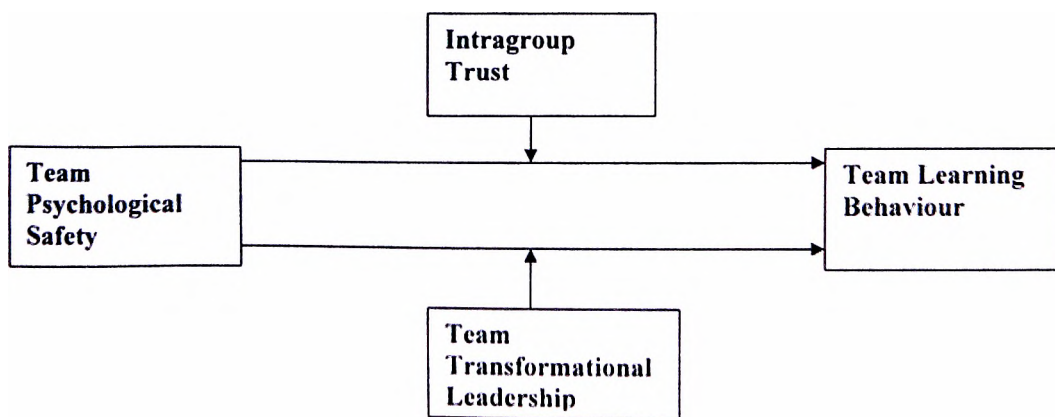 Intragroup
Trust
Team
Psychological
Safety
Team Learning
Behaviour
Team
Transformational
Leadership